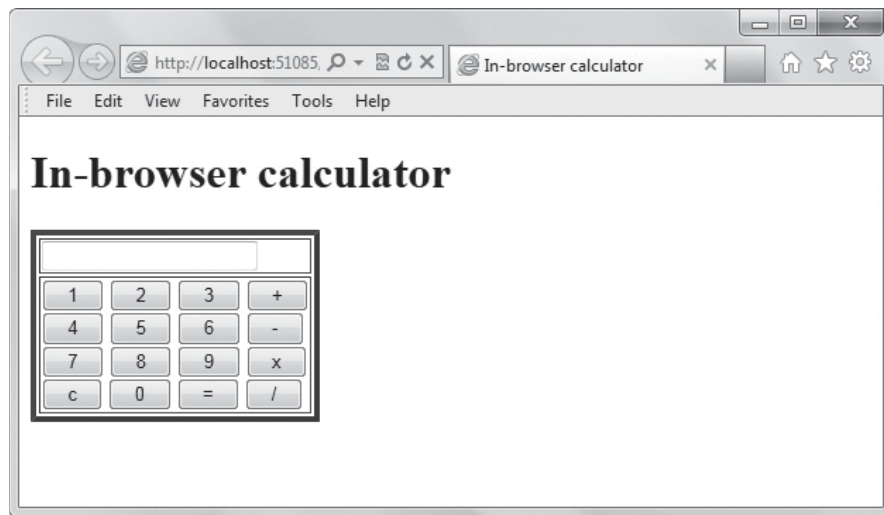 http://localhost:51085,
In-browser calculator
File Edit View Favorites Tools Help
In-browser calculator
1 2 3 +
4 5 6 -
7 8 9 x
c 0 = /